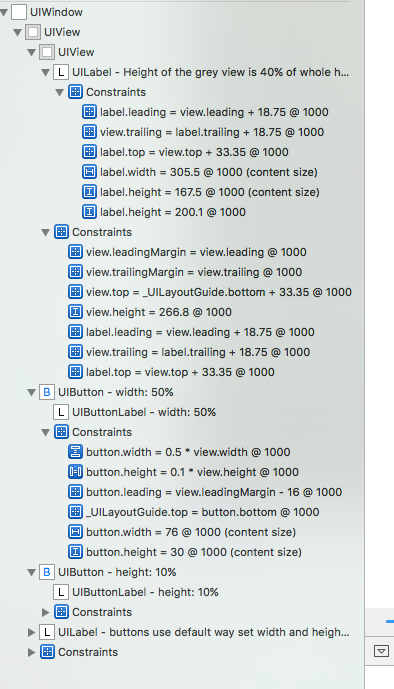 UIWindow
UIView
UIView
L UILabel - Height of the grey view is 40% of whole h...
Constraints
label.leading = view.leading + 18.75 @ 1000
view.trailing = label.trailing + 18.75 @ 1000
label.top = view.top + 33.35 @ 1000
label.width = 305.5 @ 1000 (content size)
label.height = 167.5 @ 1000 (content size)
label.height = 200.1 @ 1000
Constraints
view.leadingMargin = view.leading @ 1000
view.trailingMargin = view.trailing @ 1000
view.top = _UILayoutGuide.bottom + 33.35 @ 1000
view.height = 266.8 @ 1000
label.leading = view.leading + 18.75 @ 1000
view.trailing = label.trailing + 18.75 @ 1000
label.top = view.top + 33.35 @ 1000
B UIButton - width: 50%
L UIButtonLabel - width: 50%
Constraints
button.width = 0.5 * view.width @ 1000
button.height = 0.1 * view.height @ 1000
button.leading = view.leadingMargin - 16 @ 1000
_UILayoutGuide.top = button.bottom @ 1000
button.width = 76 @ 1000 (content size)
button.height = 30 @ 1000 (content size)
B UIButton - height: 10%
L UIButtonLabel - height: 10%
Constraints
L UILabel - buttons use default way set width and heigh...
Constraints